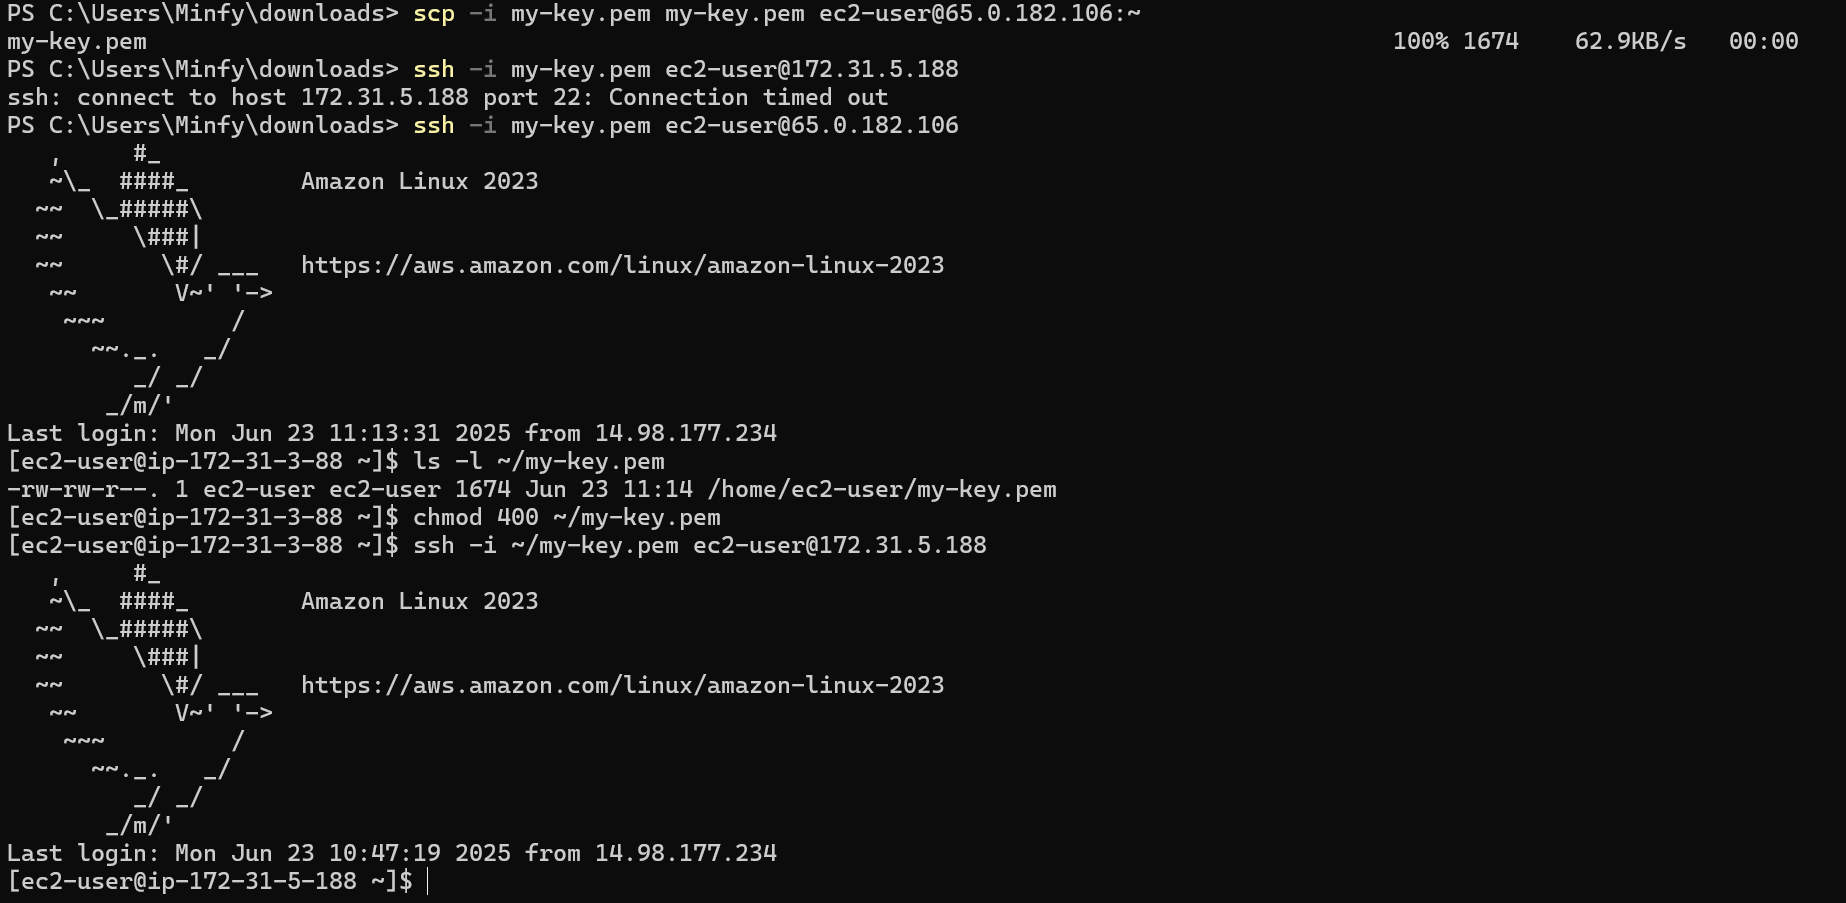 PS C:\Users\Minfy\downloads> scp -i my-key.pem my-key.pem ec2-user@65.0.182.106:~
my-key.pem                                                                                         100% 1674    62.9KB/s   00:00
PS C:\Users\Minfy\downloads> ssh -i my-key.pem ec2-user@172.31.5.188
ssh: connect to host 172.31.5.188 port 22: Connection timed out
PS C:\Users\Minfy\downloads> ssh -i my-key.pem ec2-user@65.0.182.106
   ,     #_
   ~\_  ####_        Amazon Linux 2023
  ~~  \_#####\
  ~~     \###|
  ~~       \#/ ___   https://aws.amazon.com/linux/amazon-linux-2023
   ~~       V~' '->
    ~~~         /
      ~~._.   _/
         _/ _/
       _/m/'
Last login: Mon Jun 23 11:13:31 2025 from 14.98.177.234
[ec2-user@ip-172-31-3-88 ~]$ ls -l ~/my-key.pem
-rw-rw-r--. 1 ec2-user ec2-user 1674 Jun 23 11:14 /home/ec2-user/my-key.pem
[ec2-user@ip-172-31-3-88 ~]$ chmod 400 ~/my-key.pem
[ec2-user@ip-172-31-3-88 ~]$ ssh -i ~/my-key.pem ec2-user@172.31.5.188
   ,     #_
   ~\_  ####_        Amazon Linux 2023
  ~~  \_#####\
  ~~     \###|
  ~~       \#/ ___   https://aws.amazon.com/linux/amazon-linux-2023
   ~~       V~' '->
    ~~~         /
      ~~._.   _/
         _/ _/
       _/m/'
Last login: Mon Jun 23 10:47:19 2025 from 14.98.177.234
[ec2-user@ip-172-31-5-188 ~]$